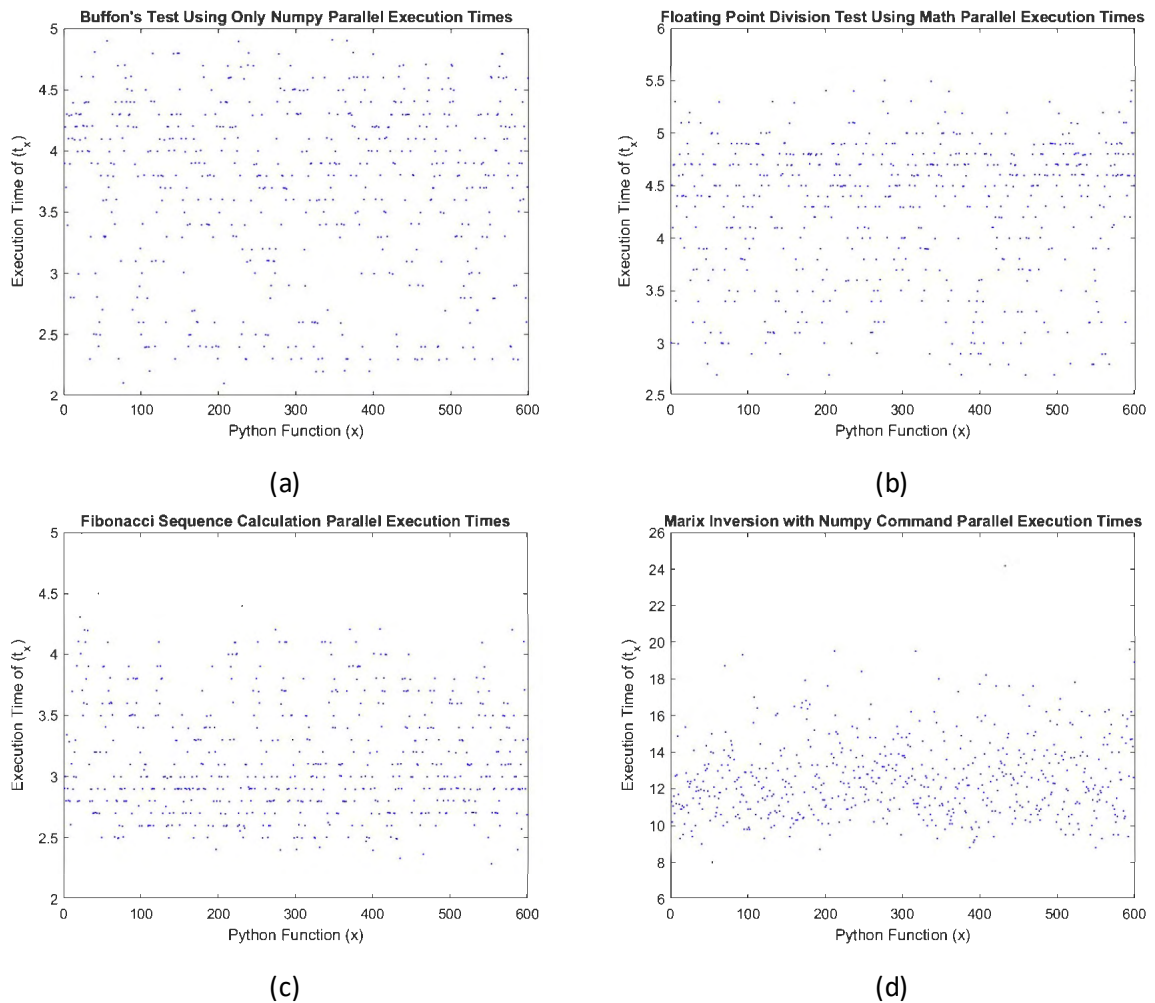 Buffon's Test Using Only Numpy Parallel Execution Times
Execution Time of (t_x)
5
4.5
4
3.5
3
2.5
2
0 100 200 300 400 500 600
Python Function (x)
(a)
Floating Point Division Test Using Math Parallel Execution Times
Execution Time of (t_x)
6
5.5
5
4.5
4
3.5
3
2.5
0 100 200 300 400 500 600
Python Function (x)
(b)
Fibonacci Sequence Calculation Parallel Execution Times
Execution Time of (t_x)
5
4.5
4
3.5
3
2.5
2
0 100 200 300 400 500 600
Python Function (x)
(c)
Marix Inversion with Numpy Command Parallel Execution Times
Execution Time of (t_x)
26
24
22
20
18
16
14
12
10
8
6
0 100 200 300 400 500 600
Python Function (x)
(d)